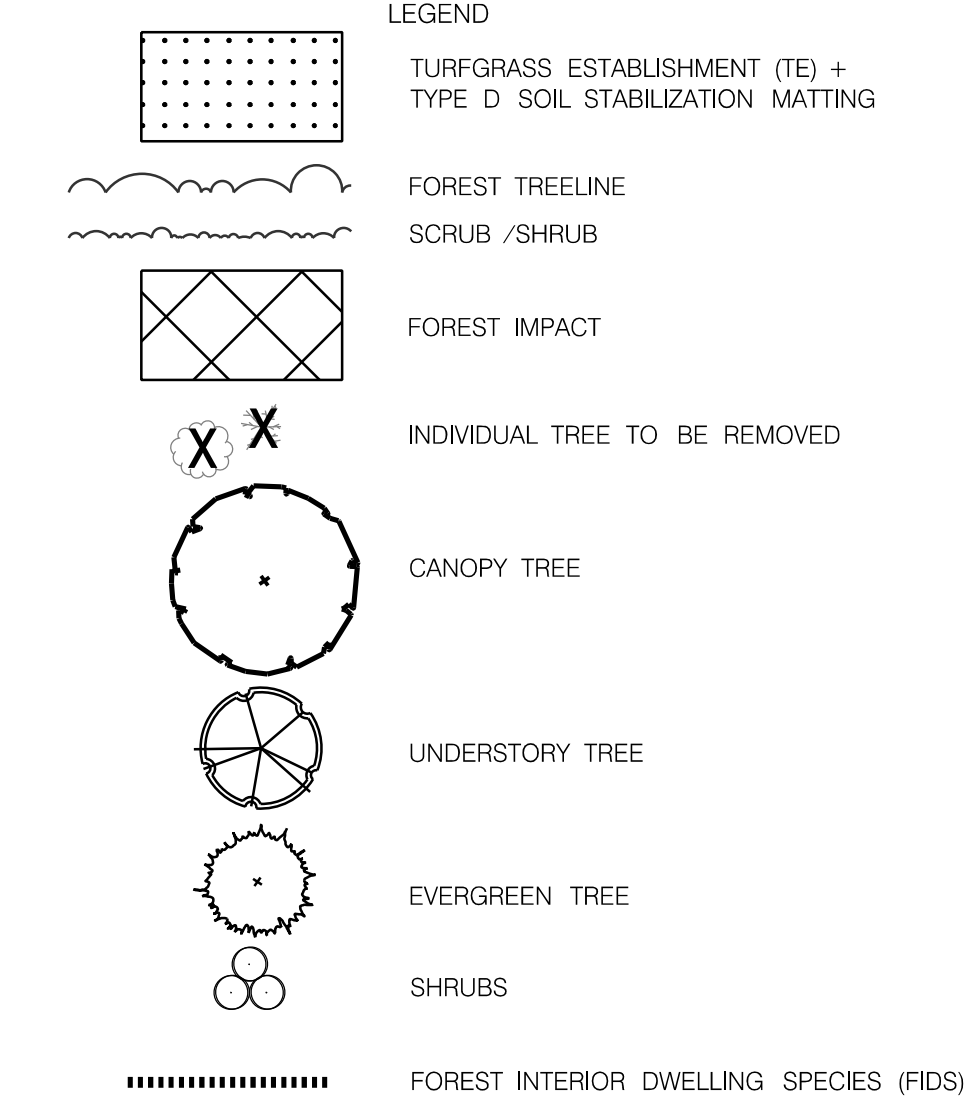 LEGEND
TURFGRASS ESTABLISHMENT (TE) +
TYPE D SOIL STABILIZATION MATTING
FOREST TREELINE
SCRUB /SHRUB
FOREST IMPACT
X X
INDIVIDUAL TREE TO BE REMOVED
CANOPY TREE
UNDERSTORY TREE
EVERGREEN TREE
SHRUBS
FOREST INTERIOR DWELLING SPECIES (FIDS)